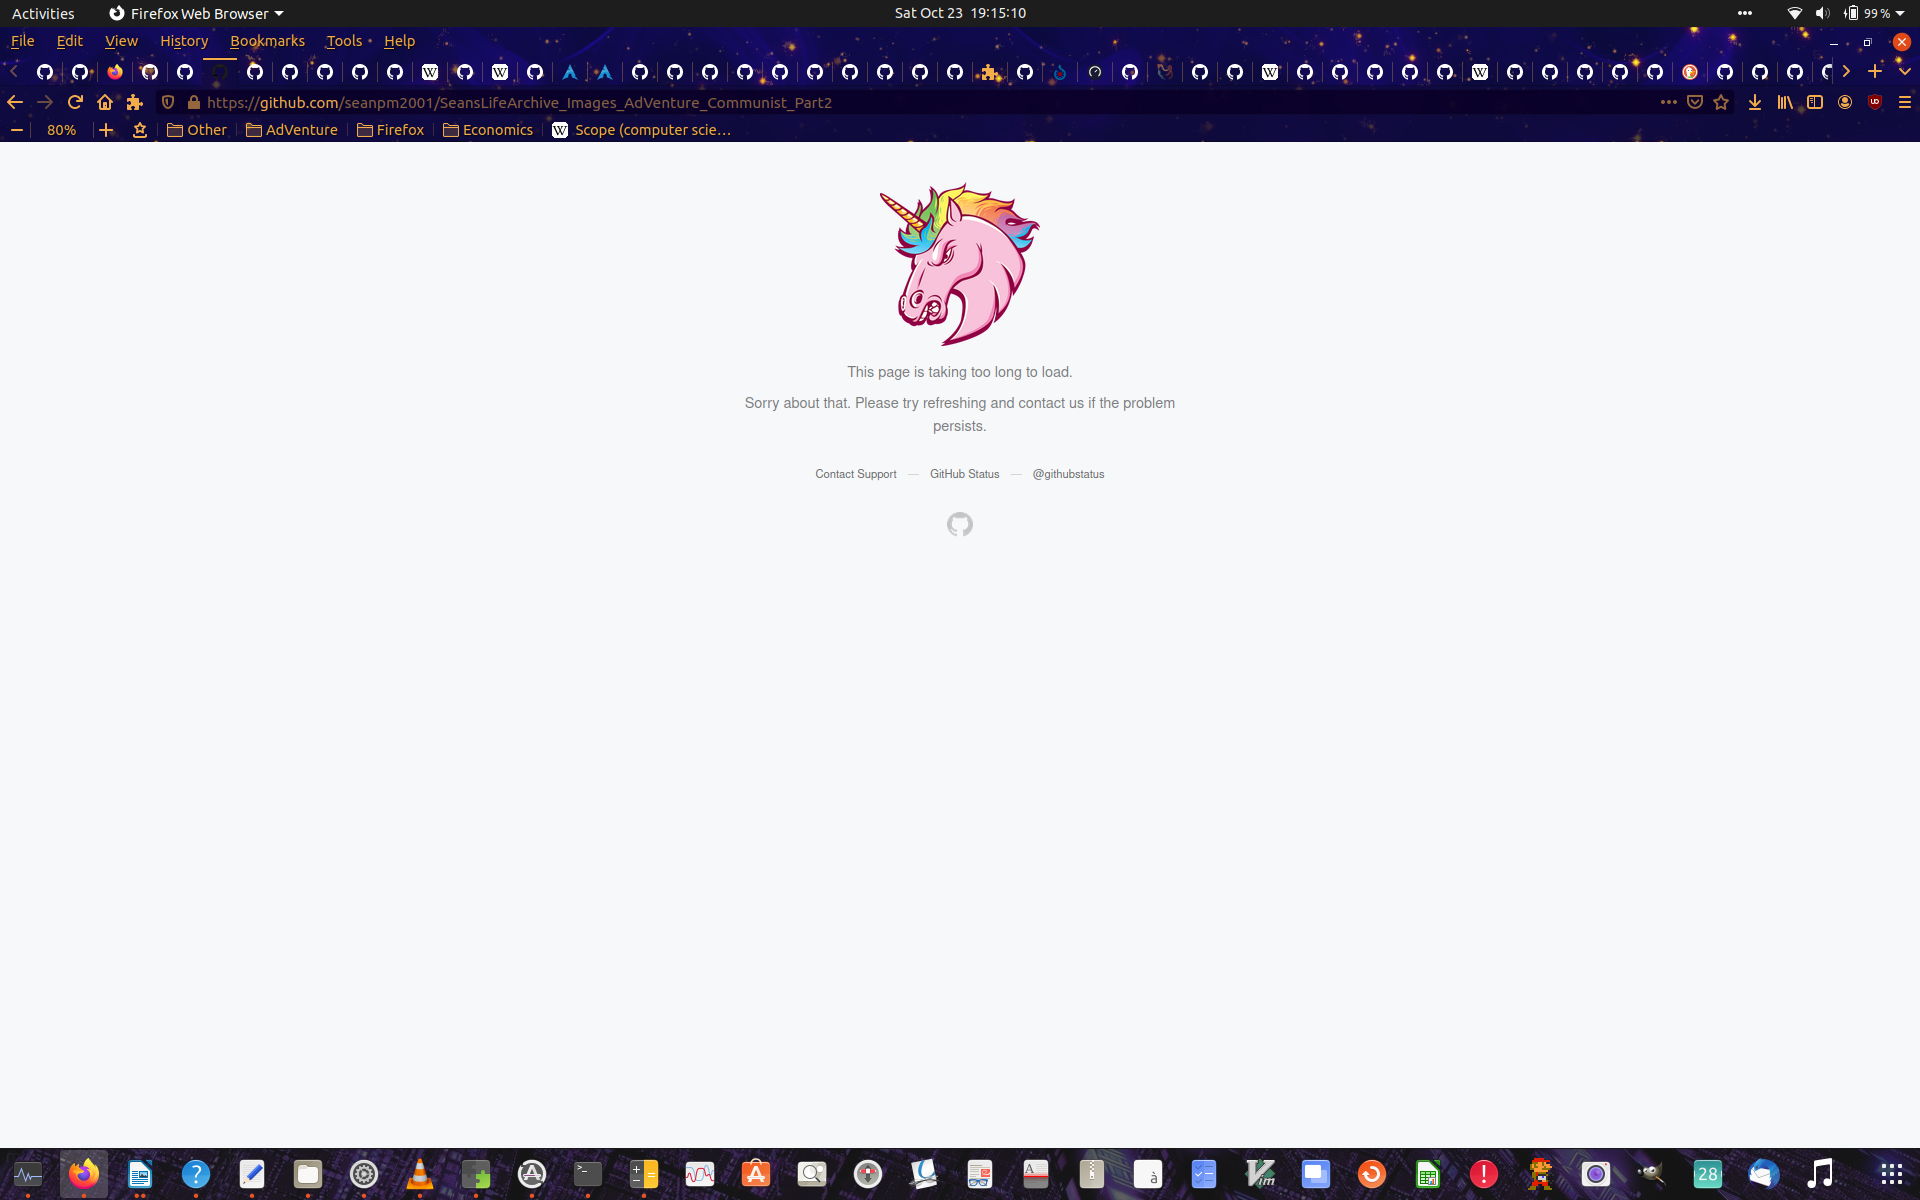 Activities Firefox Web Browser Sat Oct 23 19:15:10 99 %
File Edit View History Bookmarks Tools Help
https://github.com/seanpm2001/SeansLifeArchive_Images_AdVenture_Communist_Part2
80% Other AdVenture Firefox Economics W Scope (computer scie…
This page is taking too long to load.
Sorry about that. Please try refreshing and contact us if the problem
persists.
Contact Support — GitHub Status — @githubstatus
28